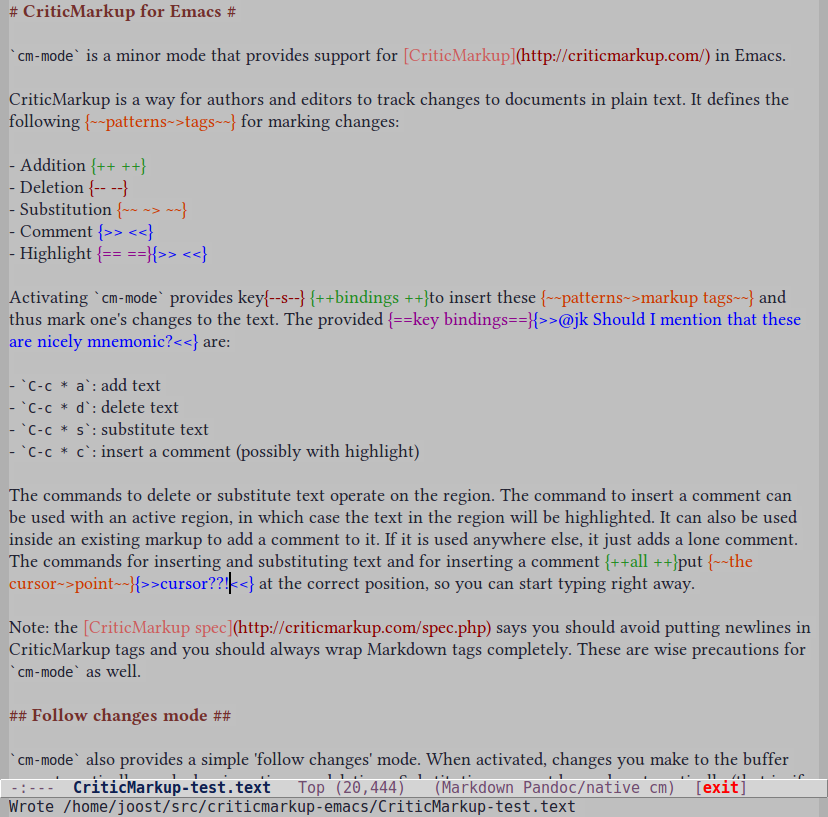 # CriticMarkup for Emacs #
`cm-mode` is a minor mode that provides support for [CriticMarkup](http://criticmarkup.com/) in Emacs.
CriticMarkup is a way for authors and editors to track changes to documents in plain text. It defines the
following {~~patterns~>tags~~} for marking changes:
- Addition {++ ++}
- Deletion {-- --}
- Substitution {~~ ~> ~~}
- Comment {>> <<}
- Highlight {== ==}{>> <<}
Activating `cm-mode` provides key{--s--} {++bindings ++}to insert these {~~patterns~>markup tags~~} and
thus mark one's changes to the text. The provided {==key bindings==}{>>@jk Should I mention that these
are nicely mnemonic?<<} are:
- `C-c * a`: add text
- `C-c * d`: delete text
- `C-c * s`: substitute text
- `C-c * c`: insert a comment (possibly with highlight)
The commands to delete or substitute text operate on the region. The command to insert a comment can
be used with an active region, in which case the text in the region will be highlighted. It can also be used
inside an existing markup to add a comment to it. If it is used anywhere else, it just adds a lone comment.
The commands for inserting and substituting text and for inserting a comment {++all ++}put {~~the
cursor~>point~~}{>>cursor??!<<} at the correct position, so you can start typing right away.
Note: the [CriticMarkup spec](http://criticmarkup.com/spec.php) says you should avoid putting newlines in
CriticMarkup tags and you should always wrap Markdown tags completely. These are wise precautions for
`cm-mode` as well.
## Follow changes mode ##
`cm-mode` also provides a simple 'follow changes' mode. When activated, changes you make to the buffer
-:--- CriticMarkup-test.text Top (20,444) (Markdown Pandoc/native cm) [exit]
Wrote /home/joost/src/criticmarkup-emacs/CriticMarkup-test.text